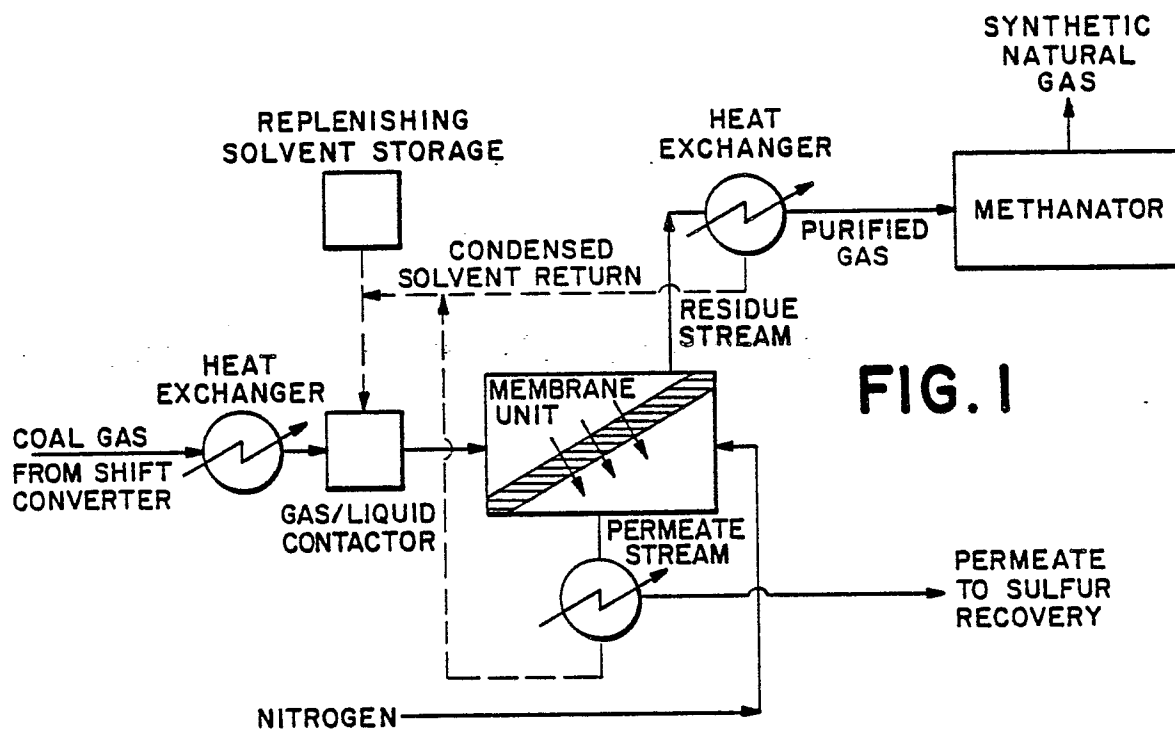 SYNTHETIC
NATURAL
GAS
REPLENISHING
SOLVENT STORAGE
HEAT
EXCHANGER
METHANATOR
PURIFIED
GAS
CONDENSED
SOLVENT RETURN
RESIDUE
STREAM
HEAT
EXCHANGER
MEMBRANE
UNIT
FIG. 1
COAL GAS
FROM SHIFT
CONVERTER
GAS/LIQUID
CONTACTOR
PERMEATE
STREAM
PERMEATE
TO SULFUR
RECOVERY
NITROGEN